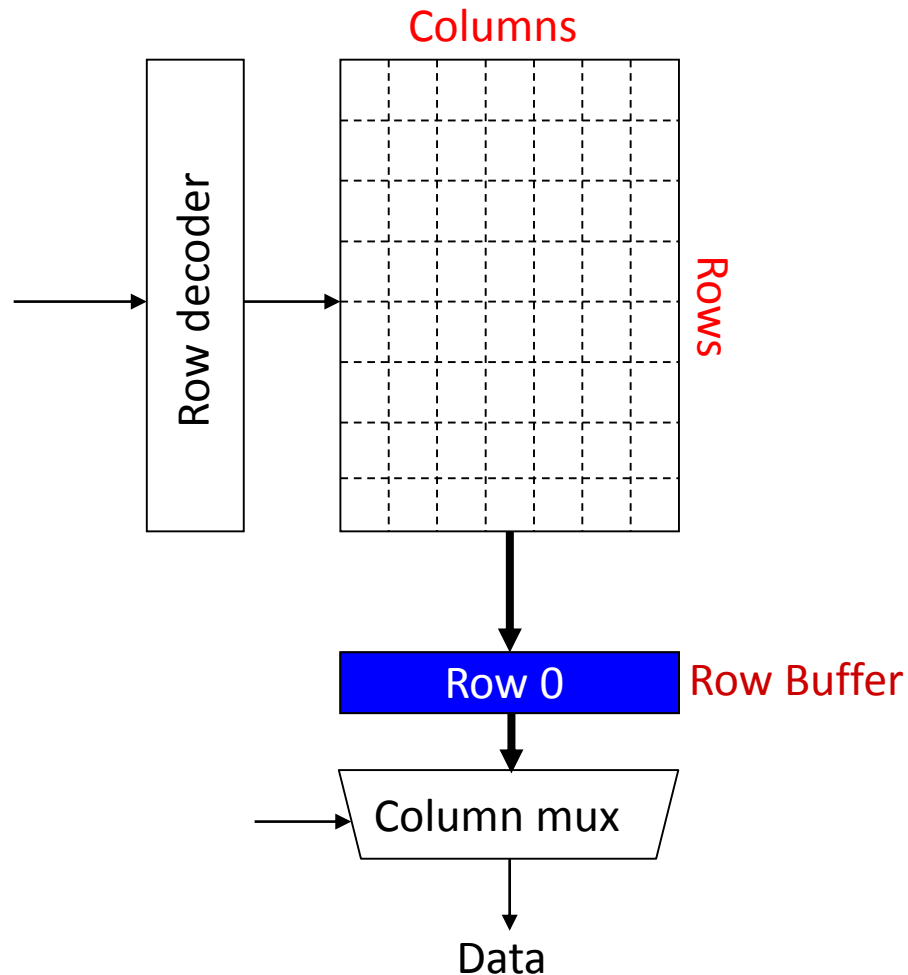 Columns
Row decoder
Rows
Row 0
Row Buffer
Column mux
Data